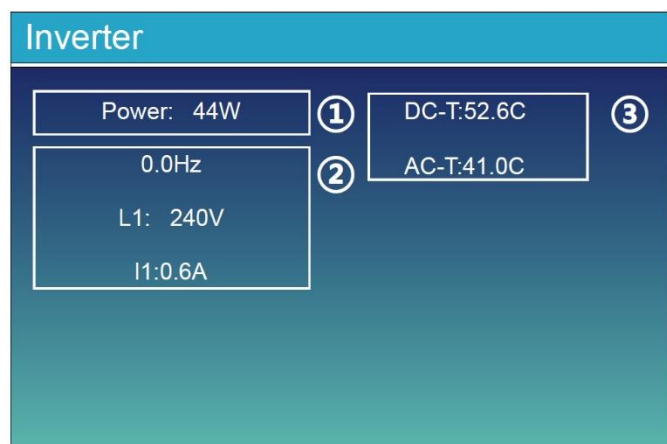 Inverter
Power: 44W
①
0.0Hz
L1: 240V
I1:0.6A
②
DC-T:52.6C
AC-T:41.0C
③